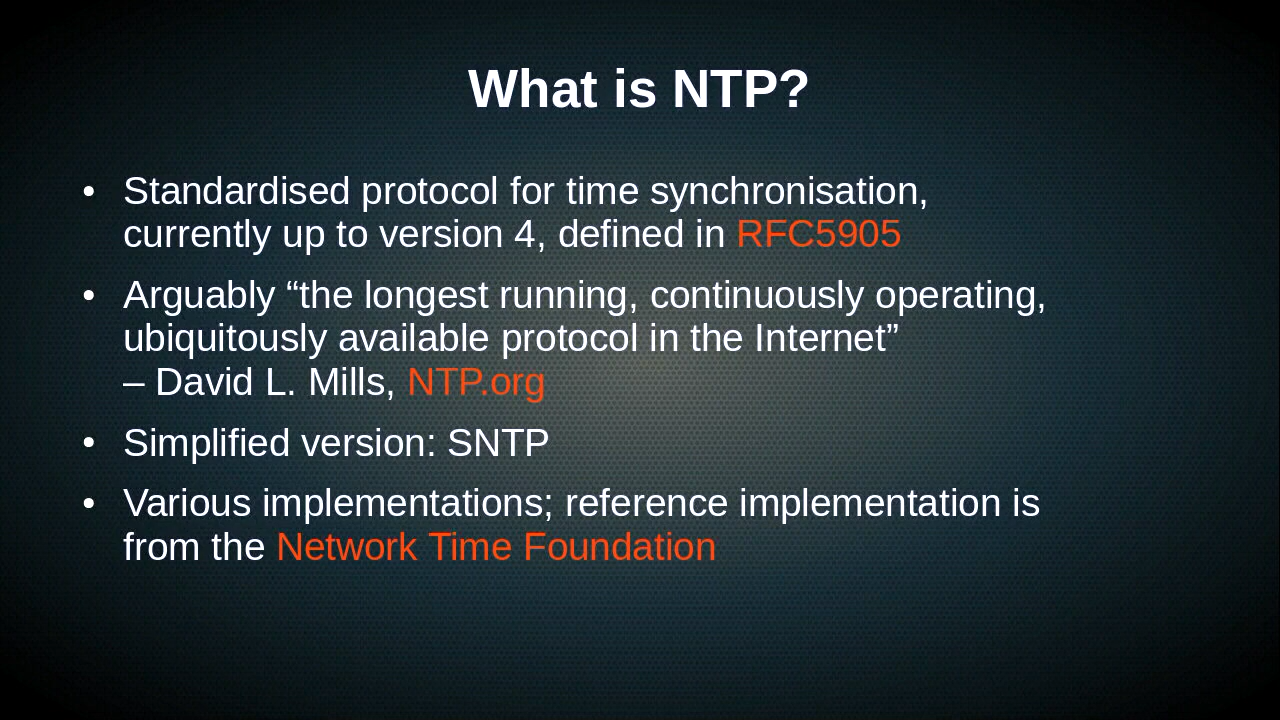 What is NTP?
• Standardised protocol for time synchronisation,
currently up to version 4, defined in RFC5905
• Arguably “the longest running, continuously operating,
ubiquitously available protocol in the Internet”
– David L. Mills, NTP.org
• Simplified version: SNTP
• Various implementations; reference implementation is
from the Network Time Foundation